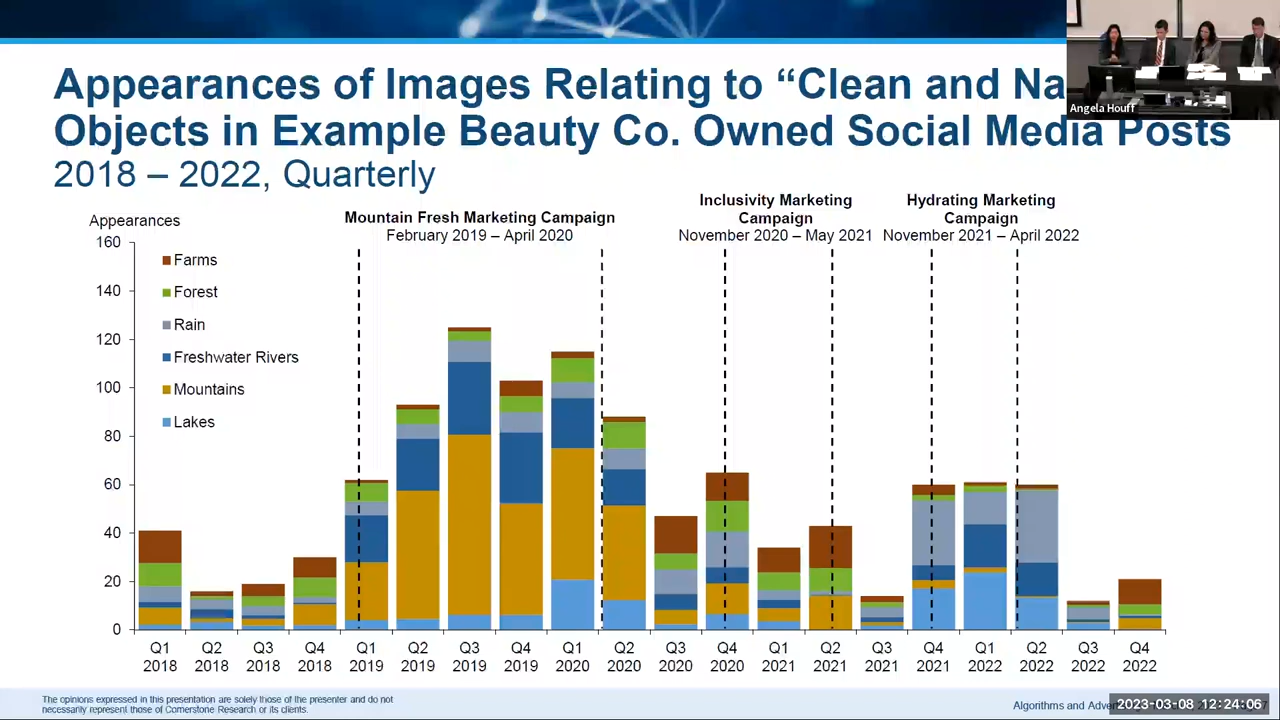 Appearances of Images Relating to “Clean and Na
Objects in Example Beauty Co. Owned Social Media Posts
2018 – 2022, Quarterly
Angela Houff
Appearances
Mountain Fresh Marketing Campaign
February 2019 – April 2020
Inclusivity Marketing
Campaign
November 2020 – May 2021
Hydrating Marketing
Campaign
November 2021 – April 2022
160
140
120
100
80
60
40
20
0
Farms
Forest
Rain
Freshwater Rivers
Mountains
Lakes
Q1 Q2 Q3 Q4 Q1 Q2 Q3 Q4 Q1 Q2 Q3 Q4 Q1 Q2 Q3 Q4 Q1 Q2 Q3 Q4
2018 2018 2018 2018 2019 2019 2019 2019 2020 2020 2020 2020 2021 2021 2021 2021 2022 2022 2022 2022
The opinions expressed in this presentation are solely those of the presenter and do not
necessarily represent those of Cornerstone Research or its clients.
Algorithms and Adver
2023-03-08 12:24:06